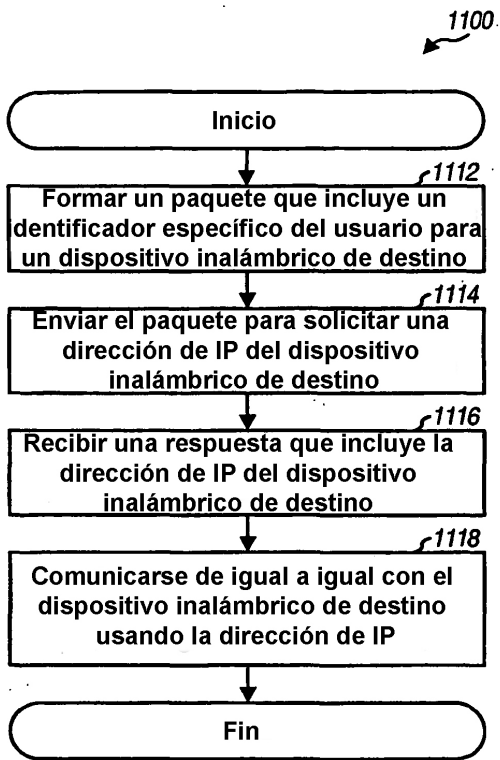 1100
Inicio
1112
Formar un paquete que incluye un
identificador específico del usuario para
un dispositivo inalámbrico de destino
1114
Enviar el paquete para solicitar una
dirección de IP del dispositivo
inalámbrico de destino
1116
Recibir una respuesta que incluye la
dirección de IP del dispositivo
inalámbrico de destino
1118
Comunicarse de igual a igual con el
dispositivo inalámbrico de destino
usando la dirección de IP
Fin